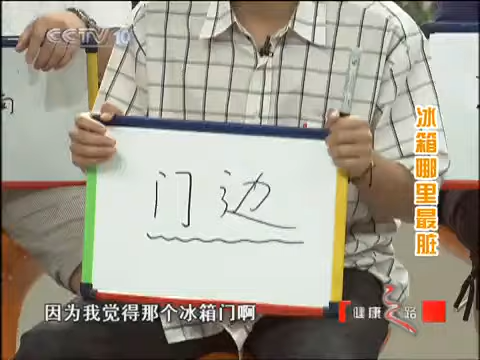 CCTV 10
门边
冰箱哪里最脏
因为我觉得那个冰箱门啊
健康之路